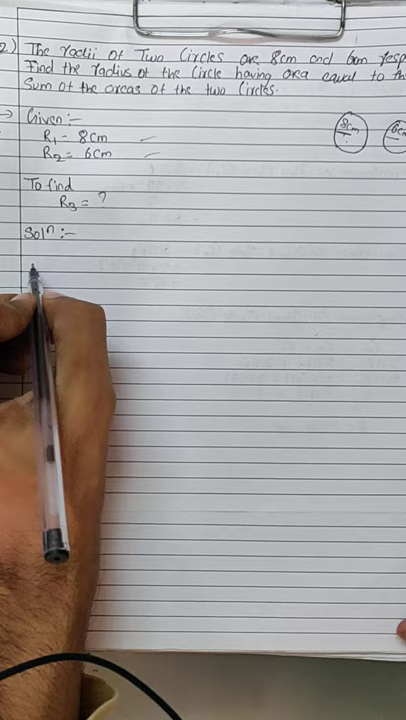 2) The radii of Two Circles are 8cm and 6cm resp
Find the radius of the Circle having area equal to th
Sum of the areas of the two Circles.
→ Given:-
R1 = 8cm
R2 = 6cm
8cm
6cm
To find
R3 = ?
Solⁿ:-